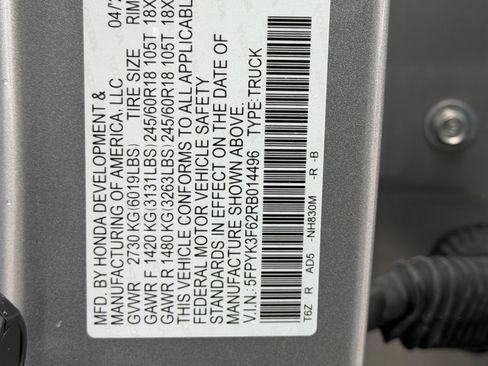 MFD. BY HONDA DEVELOPMENT & 04/
MANUFACTURING OF AMERICA, LLC
GVWR 2730 KG(6019LBS) TIRE SIZE RIM
GAWR F 1420 KG(3131LBS) 245/60R18 105T 18X
GAWR R 1480 KG(3263LBS) 245/60R18 105T 18X
THIS VEHICLE CONFORMS TO ALL APPLICABLE
FEDERAL MOTOR VEHICLE SAFETY
STANDARDS IN EFFECT ON THE DATE OF
MANUFACTURE SHOWN ABOVE.
V.I.N.: 5FPYK3F62RB014496 TYPE:TRUCK
T6Z R AD5 -NH830M -R -B